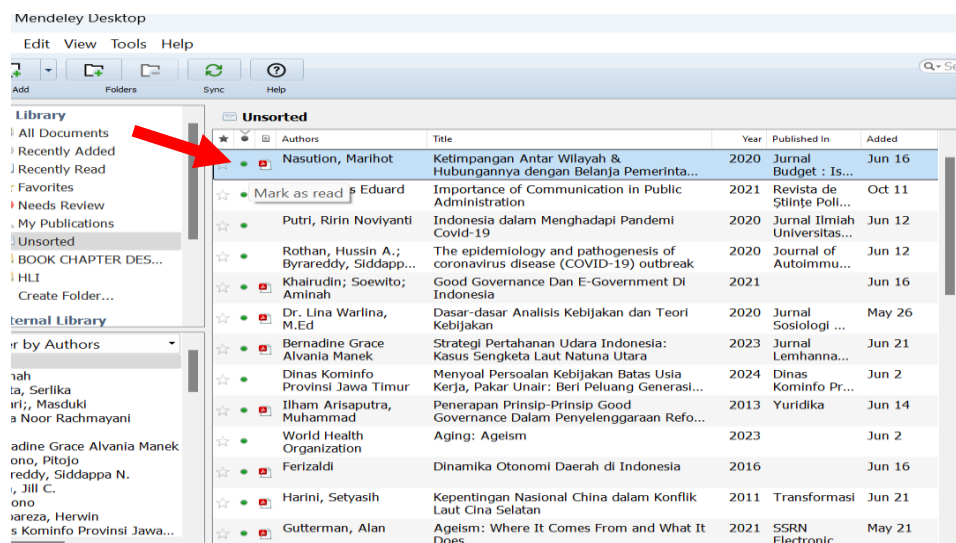 Mendeley Desktop
Edit View Tools Help
Add Folders Sync Help
Library
All Documents
Recently Added
Recently Read
Favorites
Needs Review
My Publications
Unsorted
BOOK CHAPTER DES...
HLI
Create Folder...
by Authors
Serlika
Masduki
Noor Rachmayani
Grace Alvania Manek
Pitojo
Siddappa N.
Jill C.
Herwin
Kominfo Provinsi Jawa...
Unsorted
Authors Title Year Published In Added
Nasution, Marihot Ketimpangan Antar Wilayah & 2020 Jurnal Jun 16
Hubungannya dengan Belanja Pemerinta... Budget : Is...
Mark as read
Eduard Importance of Communication in Public 2021 Revista de Oct 11
Administration Științe Poli...
Putri, Ririn Noviyanti Indonesia dalam Menghadapi Pandemi 2020 Jurnal Ilmiah Jun 12
Covid-19 Universitas...
Rothan, Hussin A.; The epidemiology and pathogenesis of 2020 Journal of Jun 12
Byrareddy, Siddapp... coronavirus disease (COVID-19) outbreak Autoimmu...
Khairudin; Soewito; Good Governance Dan E-Government Di 2021 Jun 16
Aminah Indonesia
Dr. Lina Warlina, Dasar-dasar Analisis Kebijakan dan Teori 2020 Jurnal May 26
M.Ed Kebijakan Sosiologi ...
Bernadine Grace Strategi Pertahanan Udara Indonesia: 2023 Jurnal Jun 21
Alvania Manek Kasus Sengketa Laut Natuna Utara Lemhanna...
Dinas Kominfo Menyoal Persoalan Kebijakan Batas Usia 2024 Dinas Jun 2
Provinsi Jawa Timur Kerja, Pakar Unair: Beri Peluang Generasi... Kominfo Pr...
Ilham Arisaputra, Penerapan Prinsip-Prinsip Good 2013 Yuridika Jun 14
Muhammad Governance Dalam Penyelenggaraan Refo...
World Health Aging: Ageism 2023 Jun 2
Organization
Ferizaldi Dinamika Otonomi Daerah di Indonesia 2016 Jun 16
Harini, Setyasih Kepentingan Nasional China dalam Konflik 2011 Transformasi Jun 21
Laut Cina Selatan
Gutterman, Alan Ageism: Where It Comes From and What It 2021 SSRN May 21
Does Electronic